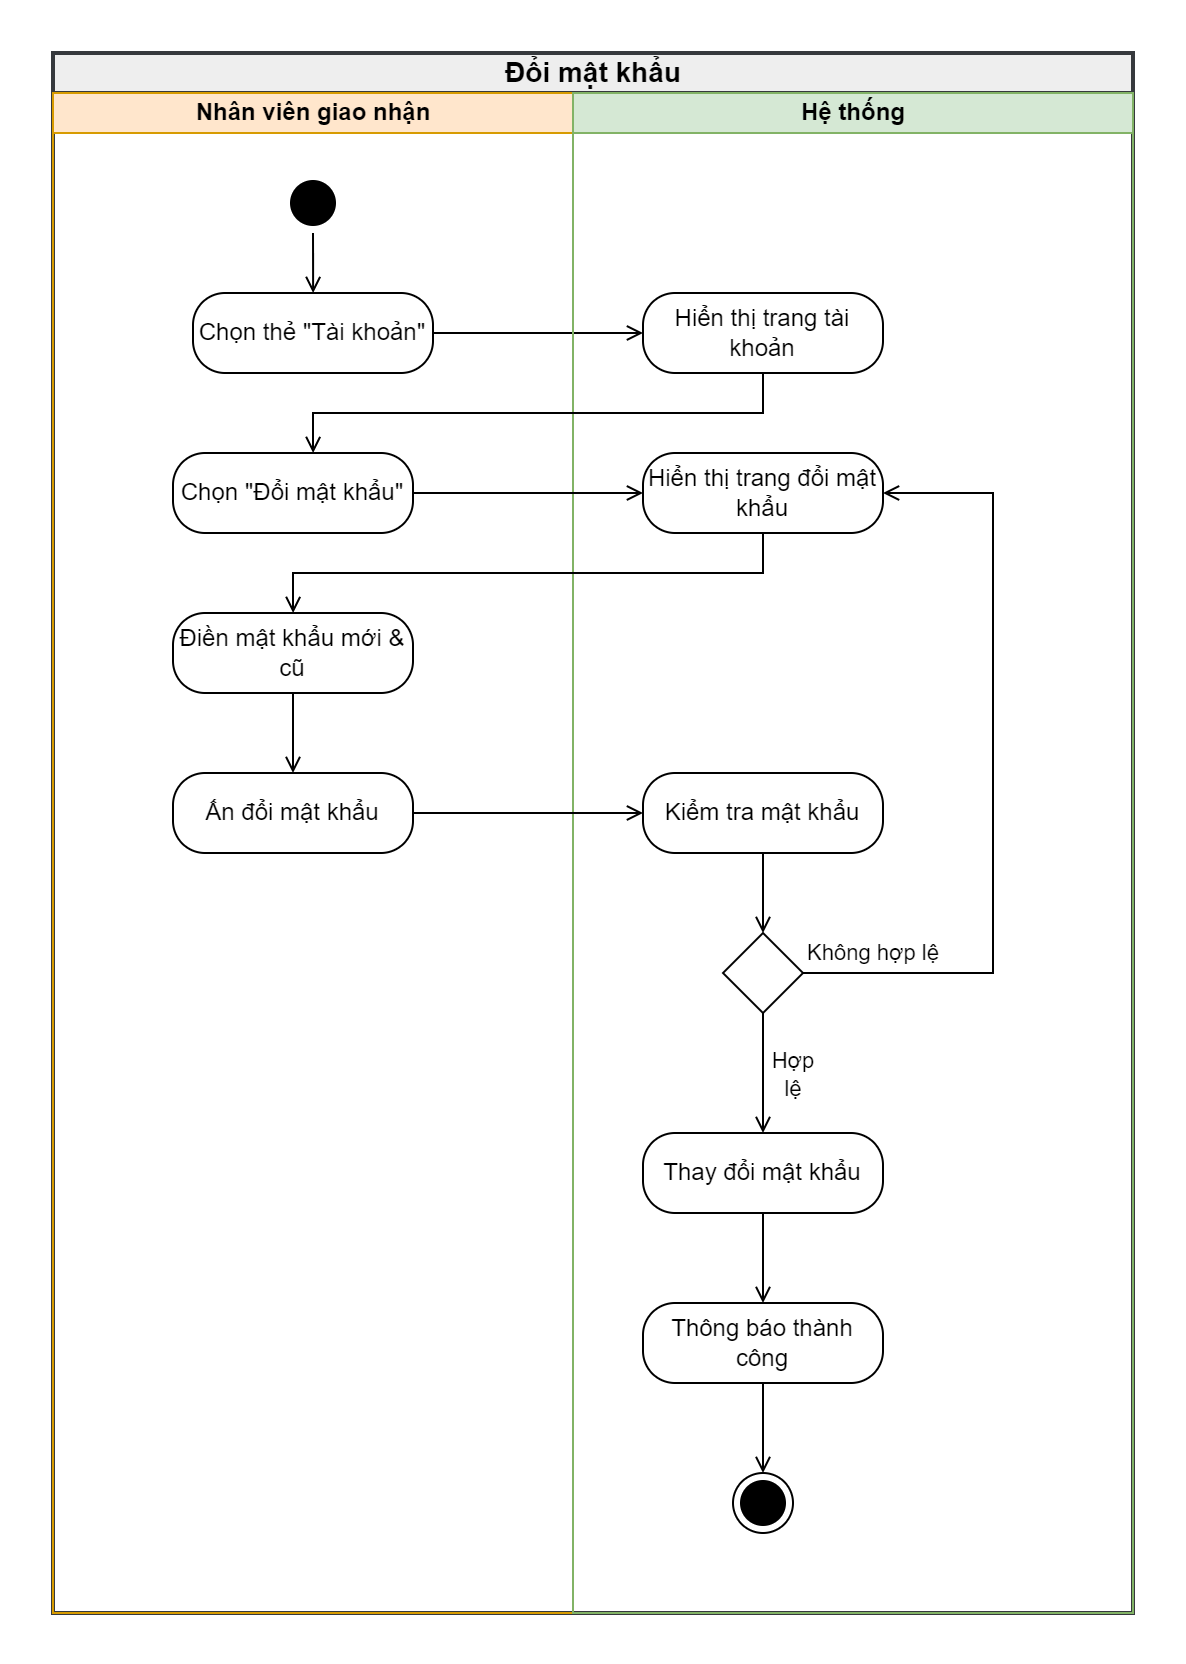 Đổi mật khẩu
Nhân viên giao nhận
Hệ thống
Chọn thẻ "Tài khoản"
Hiển thị trang tài
khoản
Chọn "Đổi mật khẩu"
Hiển thị trang đổi mật
khẩu
Điền mật khẩu mới &
cũ
Ấn đổi mật khẩu
Kiểm tra mật khẩu
Không hợp lệ
Hợp
lệ
Thay đổi mật khẩu
Thông báo thành
công